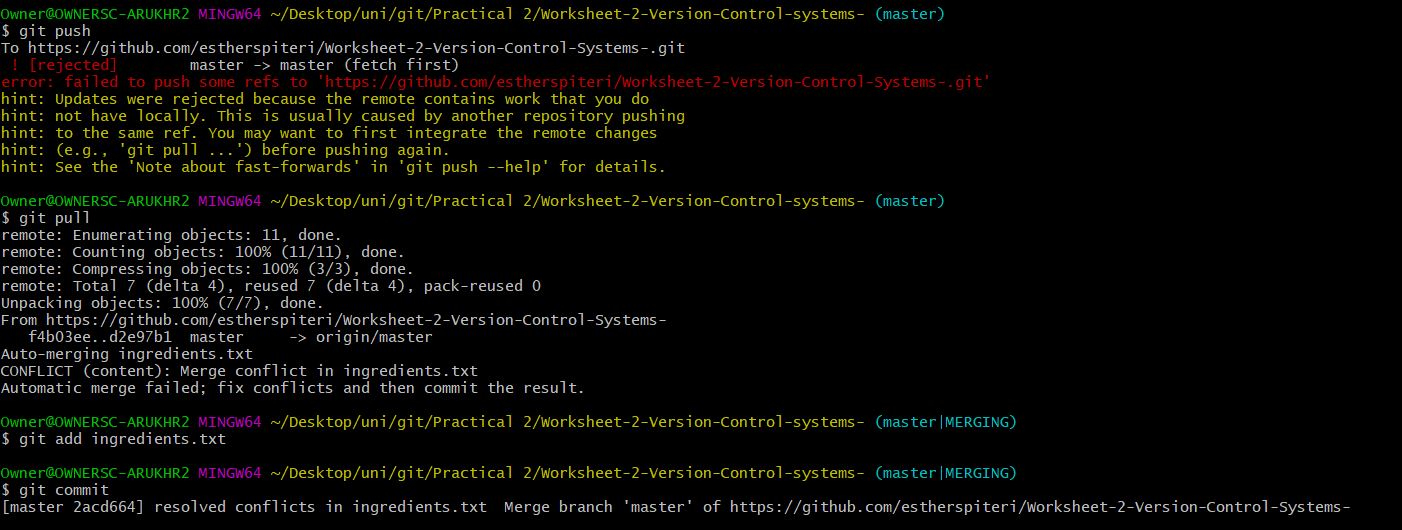 Owner@OWNERSC-ARUKHR2 MINGW64 ~/Desktop/uni/git/Practical 2/Worksheet-2-Version-Control-systems- (master)
$ git push
To https://github.com/estherspiteri/Worksheet-2-Version-Control-Systems-.git
 ! [rejected]        master -> master (fetch first)
error: failed to push some refs to 'https://github.com/estherspiteri/Worksheet-2-Version-Control-Systems-.git'
hint: Updates were rejected because the remote contains work that you do
hint: not have locally. This is usually caused by another repository pushing
hint: to the same ref. You may want to first integrate the remote changes
hint: (e.g., 'git pull ...') before pushing again.
hint: See the 'Note about fast-forwards' in 'git push --help' for details.
Owner@OWNERSC-ARUKHR2 MINGW64 ~/Desktop/uni/git/Practical 2/Worksheet-2-Version-Control-systems- (master)
$ git pull
remote: Enumerating objects: 11, done.
remote: Counting objects: 100% (11/11), done.
remote: Compressing objects: 100% (3/3), done.
remote: Total 7 (delta 4), reused 7 (delta 4), pack-reused 0
Unpacking objects: 100% (7/7), done.
From https://github.com/estherspiteri/Worksheet-2-Version-Control-Systems-
   f4b03ee..d2e97b1  master     -> origin/master
Auto-merging ingredients.txt
CONFLICT (content): Merge conflict in ingredients.txt
Automatic merge failed; fix conflicts and then commit the result.
Owner@OWNERSC-ARUKHR2 MINGW64 ~/Desktop/uni/git/Practical 2/Worksheet-2-Version-Control-systems- (master|MERGING)
$ git add ingredients.txt
Owner@OWNERSC-ARUKHR2 MINGW64 ~/Desktop/uni/git/Practical 2/Worksheet-2-Version-Control-systems- (master|MERGING)
$ git commit
[master 2acd664] resolved conflicts in ingredients.txt  Merge branch 'master' of https://github.com/estherspiteri/Worksheet-2-Version-Control-Systems-